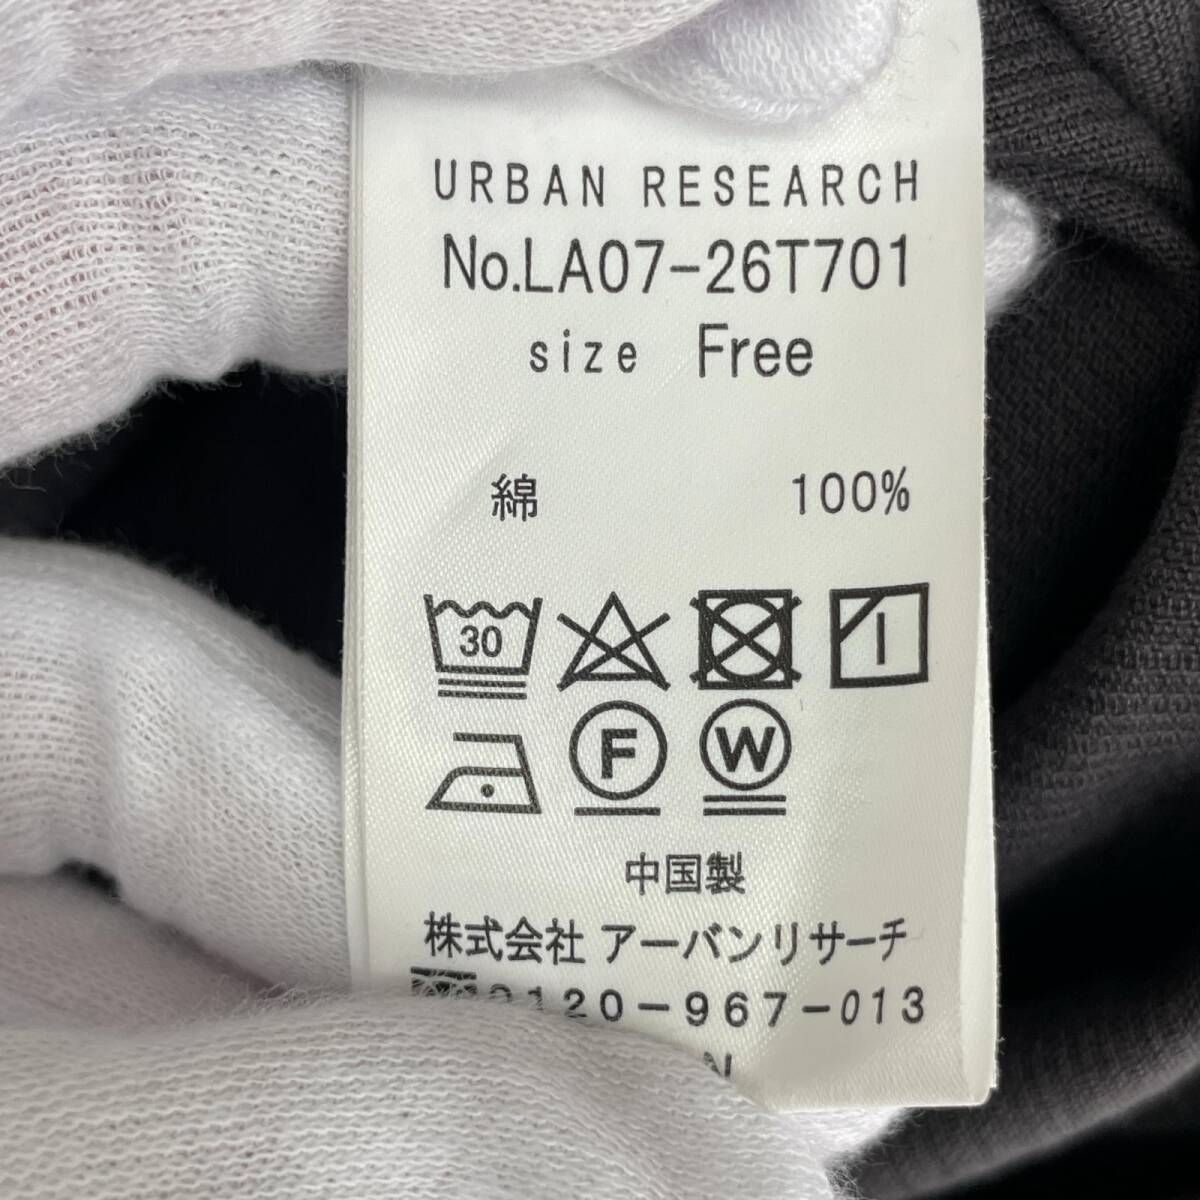 URBAN RESEARCH
No.LA07-26T701
size Free
綿 100%
30
F W
中国製
株式会社 アーバンリサーチ
0120-967-013